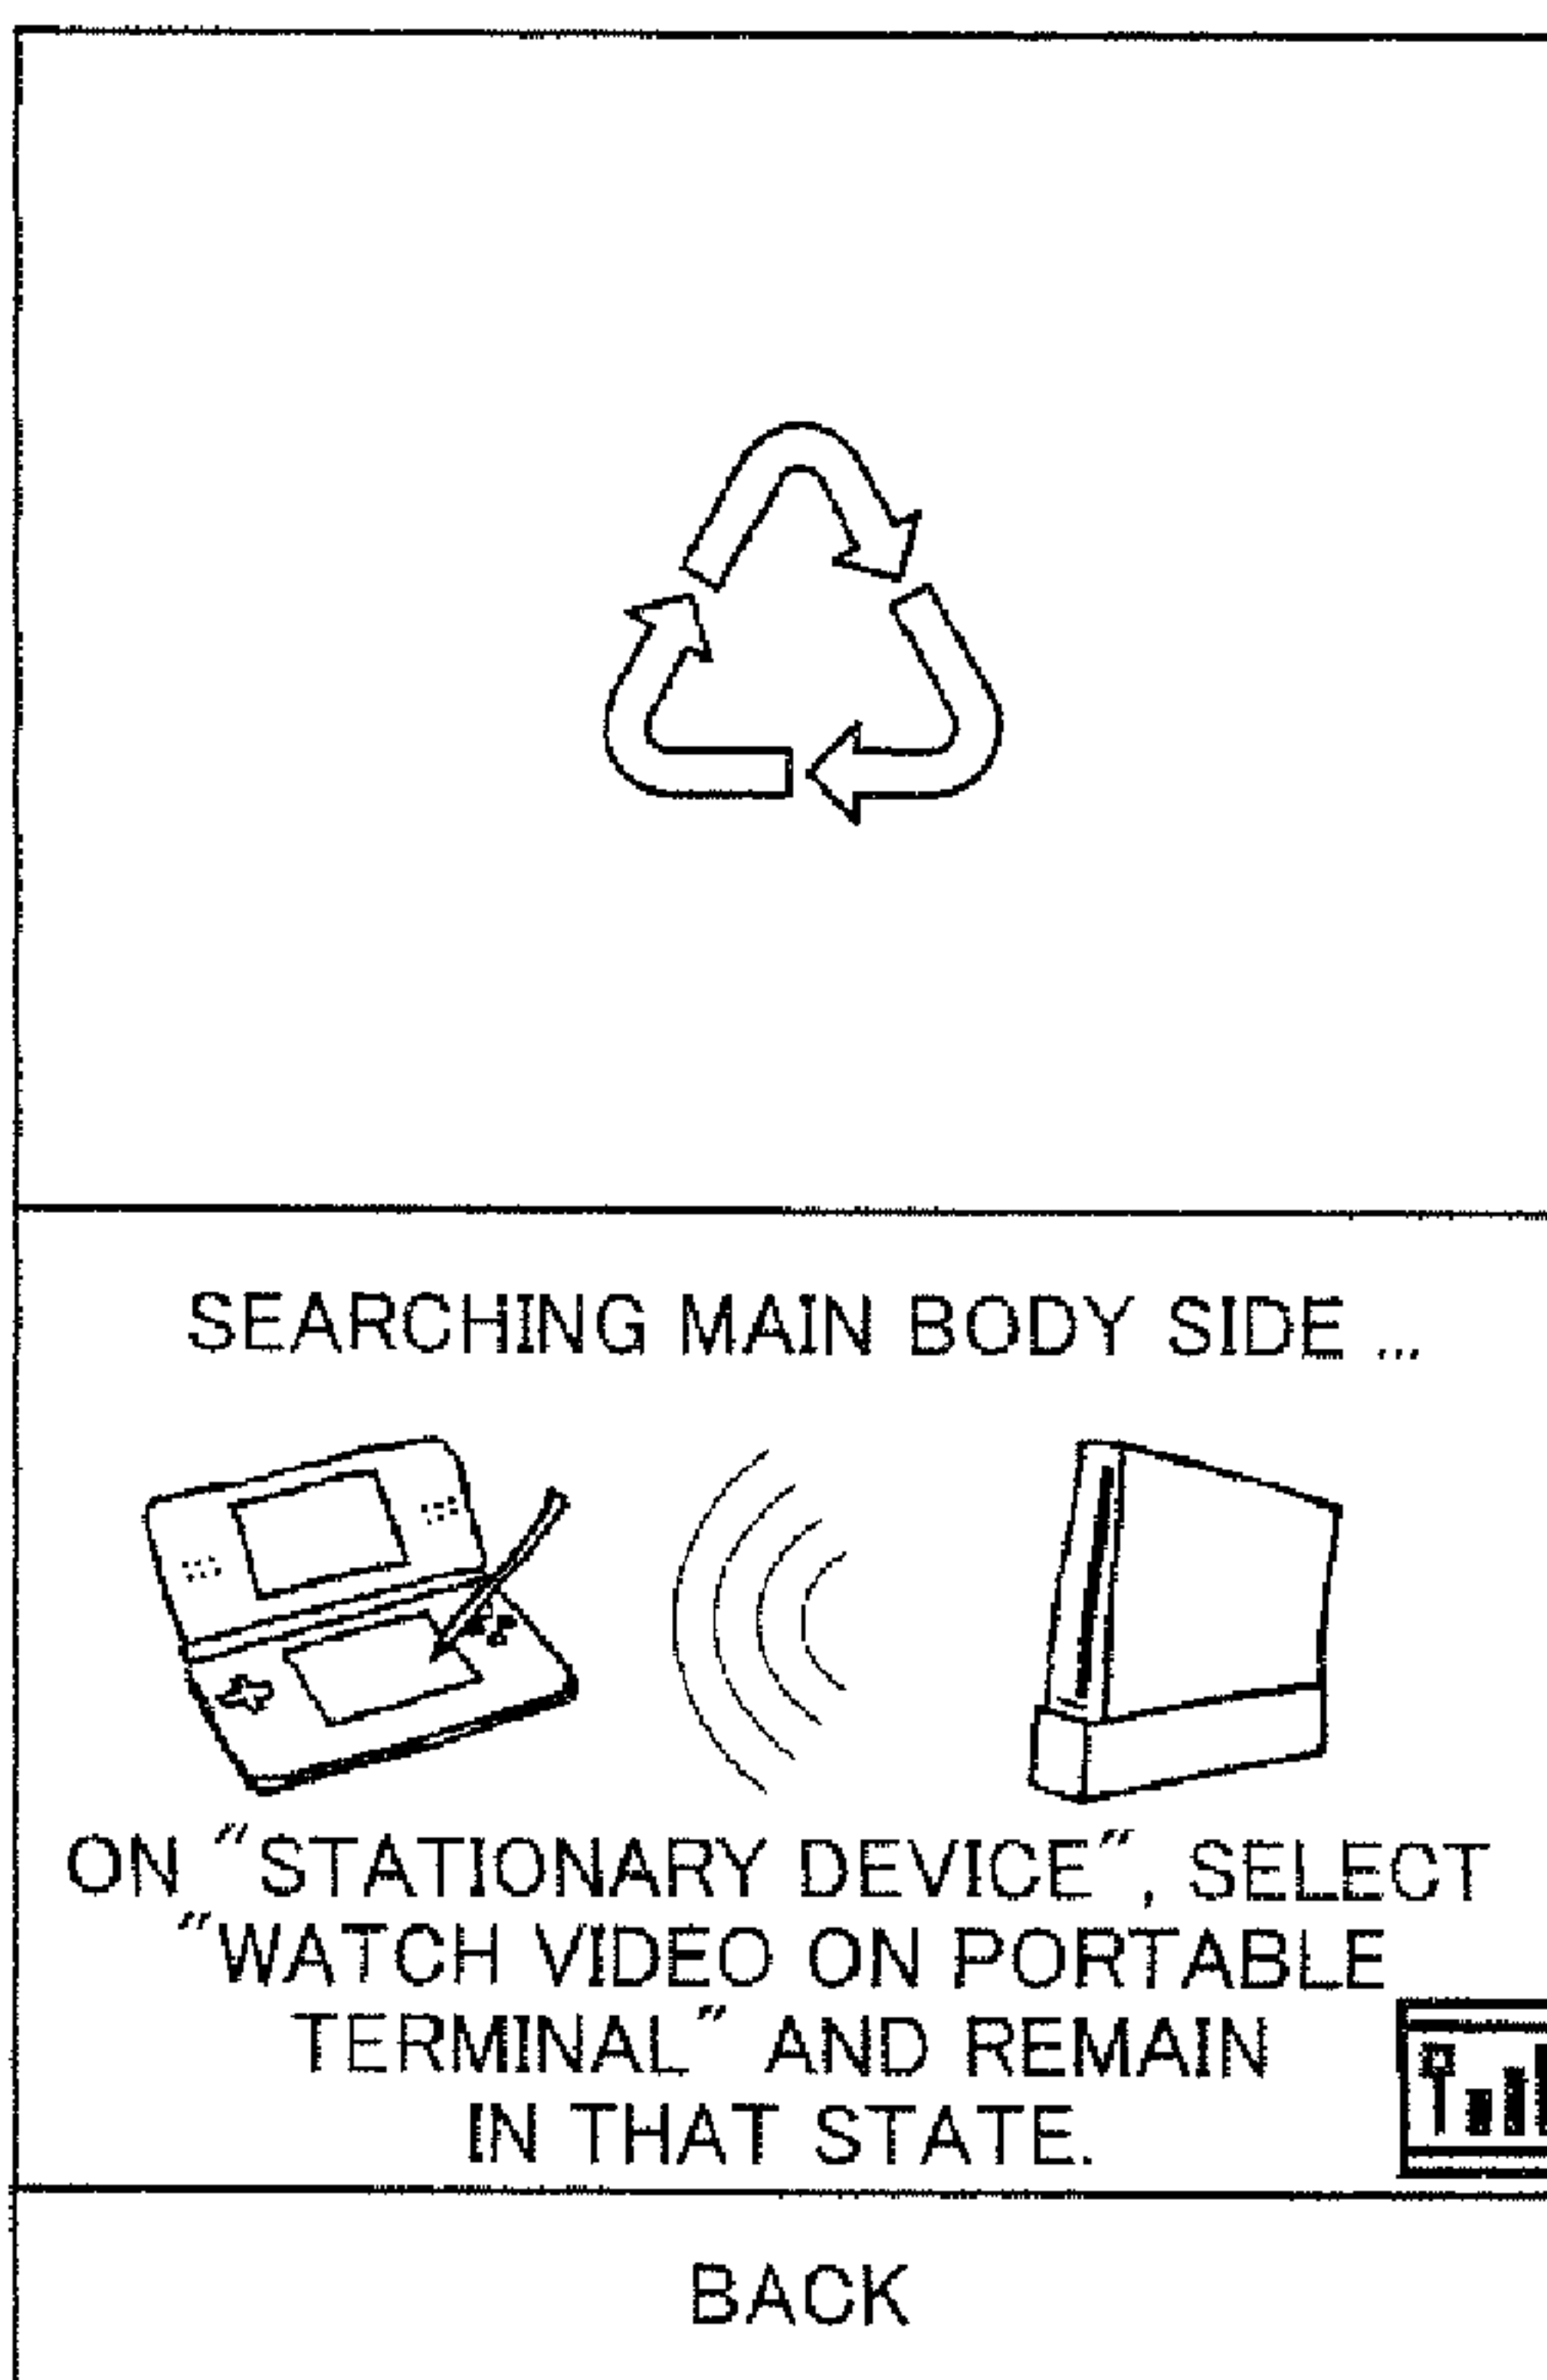 SEARCHING MAIN BODY SIDE ...
ON "STATIONARY DEVICE", SELECT
"WATCH VIDEO ON PORTABLE
TERMINAL" AND REMAIN
IN THAT STATE.
BACK